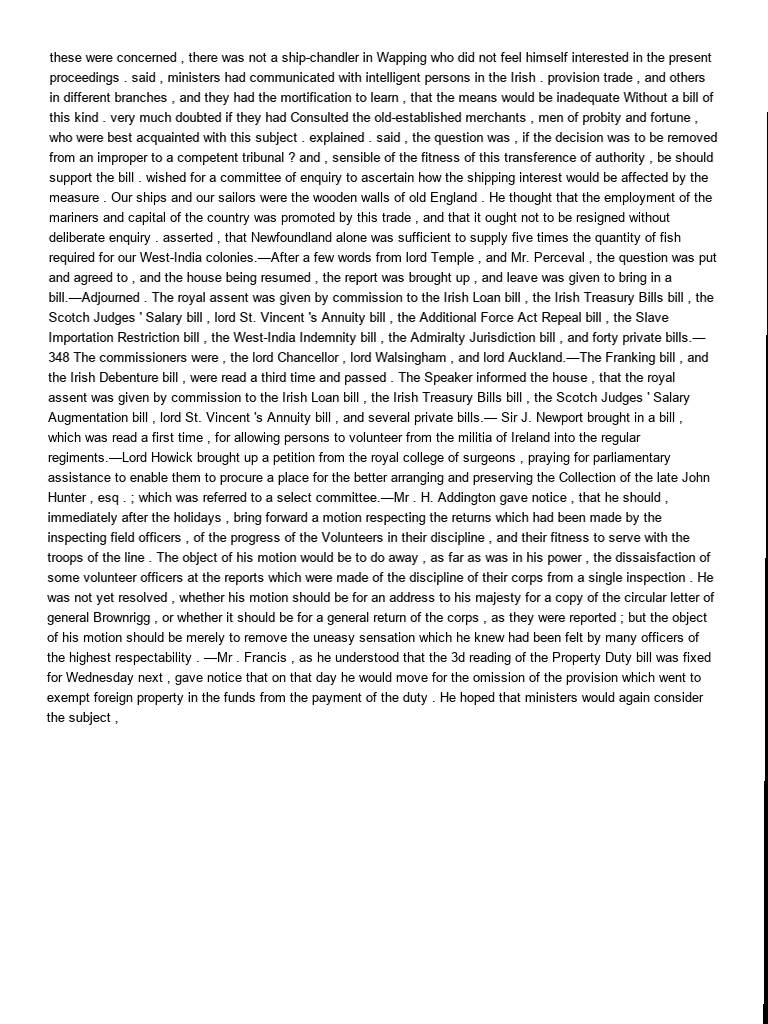 these were concerned , there was not a ship-chandler in Wapping who did not feel himself interested in the present
proceedings . said , ministers had communicated with intelligent persons in the Irish . provision trade , and others
in different branches , and they had the mortification to learn , that the means would be inadequate Without a bill of
this kind . very much doubted if they had Consulted the old-established merchants , men of probity and fortune ,
who were best acquainted with this subject . explained . said , the question was , if the decision was to be removed
from an improper to a competent tribunal ? and , sensible of the fitness of this transference of authority , be should
support the bill . wished for a committee of enquiry to ascertain how the shipping interest would be affected by the
measure . Our ships and our sailors were the wooden walls of old England . He thought that the employment of the
mariners and capital of the country was promoted by this trade , and that it ought not to be resigned without
deliberate enquiry . asserted , that Newfoundland alone was sufficient to supply five times the quantity of fish
required for our West-India colonies.—After a few words from lord Temple , and Mr. Perceval , the question was put
and agreed to , and the house being resumed , the report was brought up , and leave was given to bring in a
bill.—Adjourned . The royal assent was given by commission to the Irish Loan bill , the Irish Treasury Bills bill , the
Scotch Judges ' Salary bill , lord St. Vincent 's Annuity bill , the Additional Force Act Repeal bill , the Slave
Importation Restriction bill , the West-India Indemnity bill , the Admiralty Jurisdiction bill , and forty private bills.—
348 The commissioners were , the lord Chancellor , lord Walsingham , and lord Auckland.—The Franking bill , and
the Irish Debenture bill , were read a third time and passed . The Speaker informed the house , that the royal
assent was given by commission to the Irish Loan bill , the Irish Treasury Bills bill , the Scotch Judges ' Salary
Augmentation bill , lord St. Vincent 's Annuity bill , and several private bills.— Sir J. Newport brought in a bill ,
which was read a first time , for allowing persons to volunteer from the militia of Ireland into the regular
regiments.—Lord Howick brought up a petition from the royal college of surgeons , praying for parliamentary
assistance to enable them to procure a place for the better arranging and preserving the Collection of the late John
Hunter , esq . ; which was referred to a select committee.—Mr . H. Addington gave notice , that he should ,
immediately after the holidays , bring forward a motion respecting the returns which had been made by the
inspecting field officers , of the progress of the Volunteers in their discipline , and their fitness to serve with the
troops of the line . The object of his motion would be to do away , as far as was in his power , the dissaisfaction of
some volunteer officers at the reports which were made of the discipline of their corps from a single inspection . He
was not yet resolved , whether his motion should be for an address to his majesty for a copy of the circular letter of
general Brownrigg , or whether it should be for a general return of the corps , as they were reported ; but the object
of his motion should be merely to remove the uneasy sensation which he knew had been felt by many officers of
the highest respectability . —Mr . Francis , as he understood that the 3d reading of the Property Duty bill was fixed
for Wednesday next , gave notice that on that day he would move for the omission of the provision which went to
exempt foreign property in the funds from the payment of the duty . He hoped that ministers would again consider
the subject ,